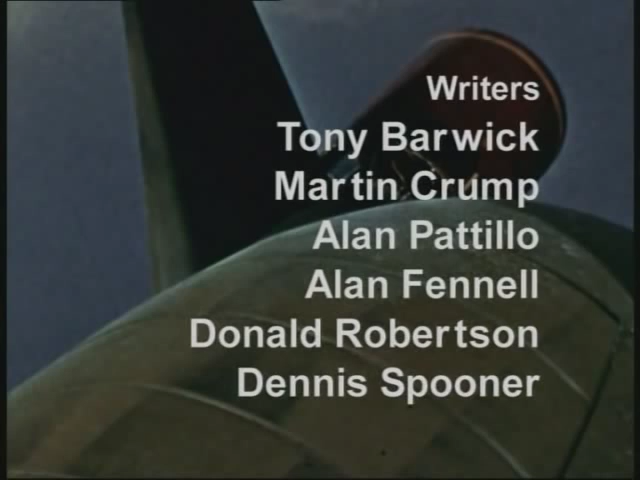 Writers
Tony Barwick
Martin Crump
Alan Pattillo
Alan Fennell
Donald Robertson
Dennis Spooner